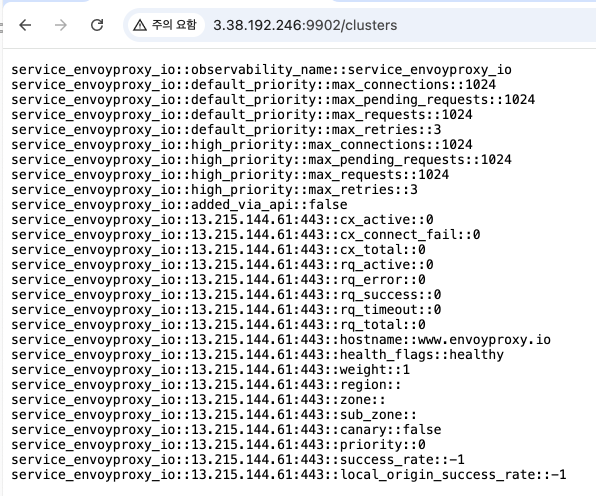 주의 요함 3.38.192.246:9902/clusters
service_envoyproxy_io::observability_name::service_envoyproxy_io
service_envoyproxy_io::default_priority::max_connections::1024
service_envoyproxy_io::default_priority::max_pending_requests::1024
service_envoyproxy_io::default_priority::max_requests::1024
service_envoyproxy_io::default_priority::max_retries::3
service_envoyproxy_io::high_priority::max_connections::1024
service_envoyproxy_io::high_priority::max_pending_requests::1024
service_envoyproxy_io::high_priority::max_requests::1024
service_envoyproxy_io::high_priority::max_retries::3
service_envoyproxy_io::added_via_api::false
service_envoyproxy_io::13.215.144.61:443::cx_active::0
service_envoyproxy_io::13.215.144.61:443::cx_connect_fail::0
service_envoyproxy_io::13.215.144.61:443::cx_total::0
service_envoyproxy_io::13.215.144.61:443::rq_active::0
service_envoyproxy_io::13.215.144.61:443::rq_error::0
service_envoyproxy_io::13.215.144.61:443::rq_success::0
service_envoyproxy_io::13.215.144.61:443::rq_timeout::0
service_envoyproxy_io::13.215.144.61:443::rq_total::0
service_envoyproxy_io::13.215.144.61:443::hostname::www.envoyproxy.io
service_envoyproxy_io::13.215.144.61:443::health_flags::healthy
service_envoyproxy_io::13.215.144.61:443::weight::1
service_envoyproxy_io::13.215.144.61:443::region::
service_envoyproxy_io::13.215.144.61:443::zone::
service_envoyproxy_io::13.215.144.61:443::sub_zone::
service_envoyproxy_io::13.215.144.61:443::canary::false
service_envoyproxy_io::13.215.144.61:443::priority::0
service_envoyproxy_io::13.215.144.61:443::success_rate::-1
service_envoyproxy_io::13.215.144.61:443::local_origin_success_rate::-1